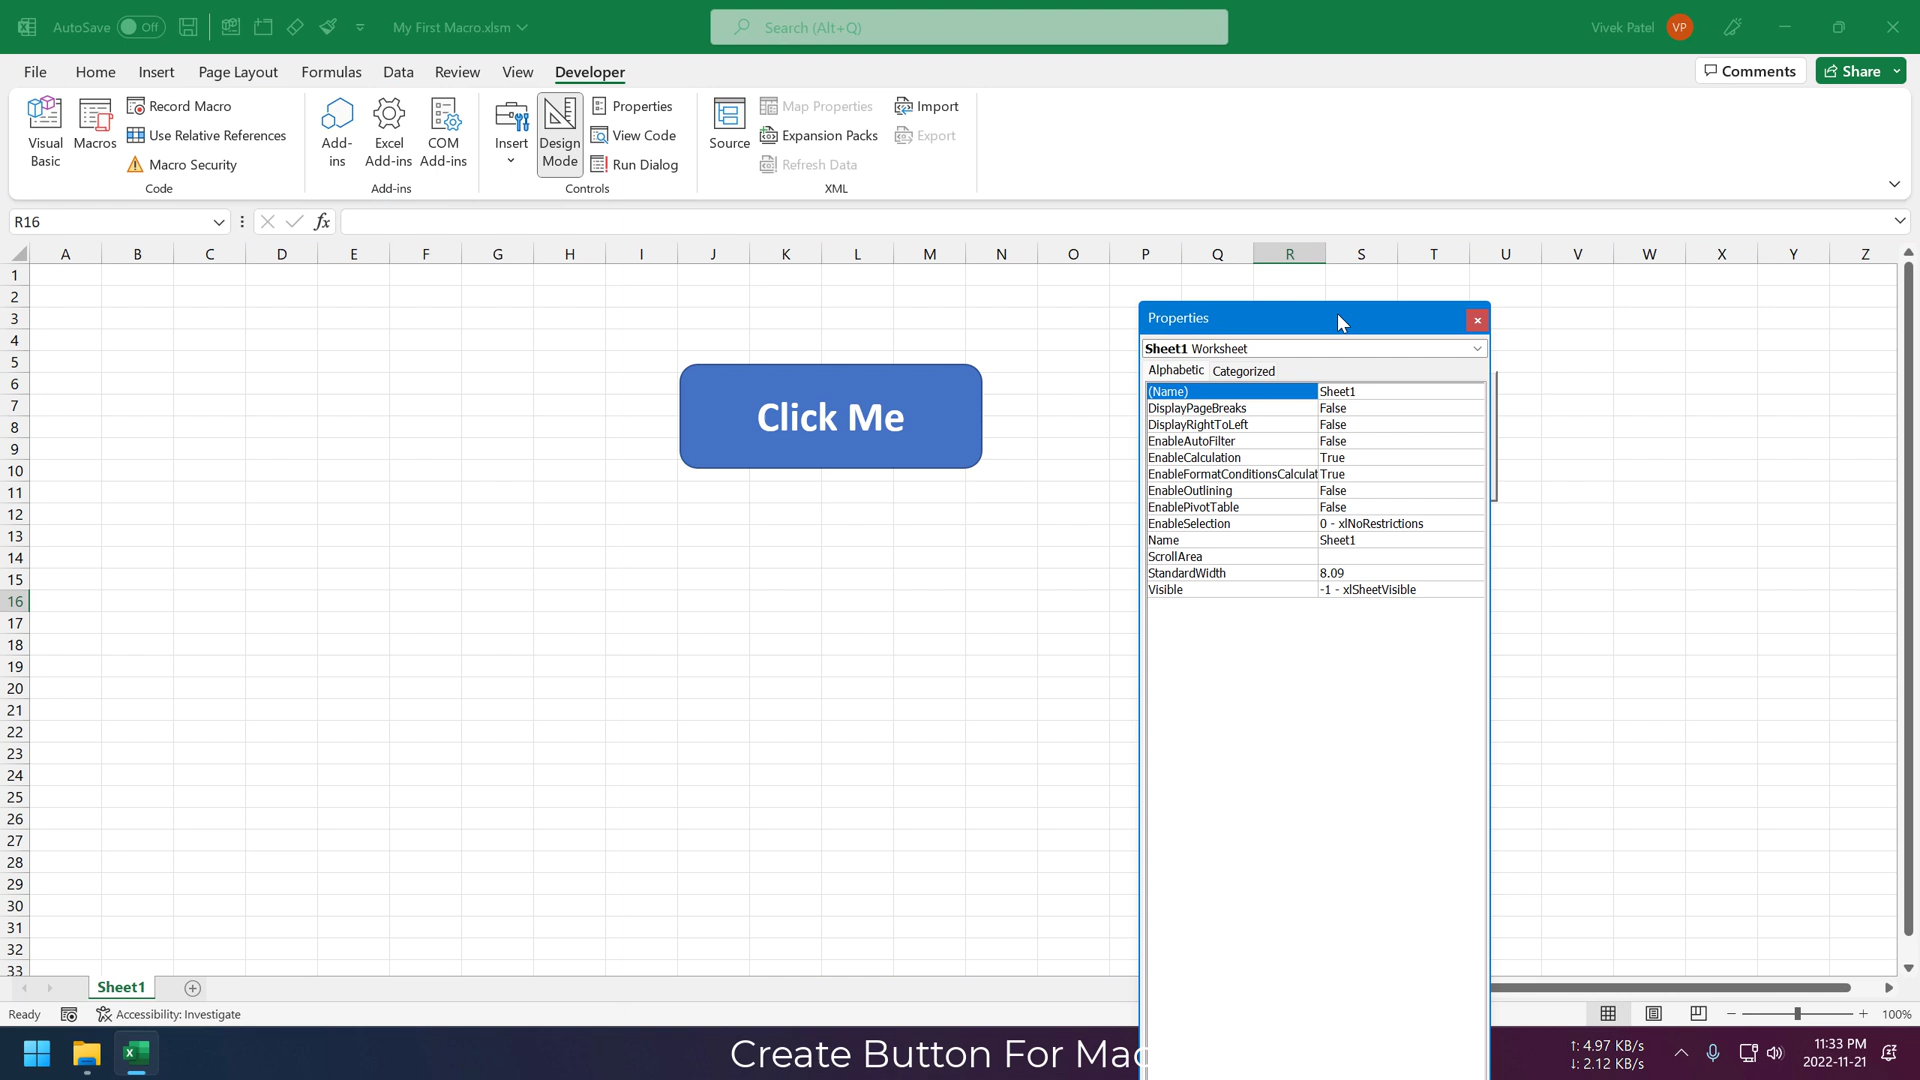 AutoSave Off My First Macro.xlsm Search (Alt+Q) Vivek Patel VP
File Home Insert Page Layout Formulas Data Review View Developer Comments Share
Visual Basic
Macros
Record Macro
Use Relative References
Macro Security
Code
Add-ins
Excel Add-ins
COM Add-ins
Add-ins
Insert
Design Mode
Properties
View Code
Run Dialog
Controls
Source
Map Properties
Expansion Packs
Refresh Data
Import
Export
XML
R16 fx
A B C D E F G H I J K L M N O P Q R S T U V W X Y Z
1
2
3
4
5
6
7
8
9
10
11
12
13
14
15
16
17
18
19
20
21
22
23
24
25
26
27
28
29
30
31
32
33
Click Me
Properties
Sheet1 Worksheet
Alphabetic Categorized
(Name) Sheet1
DisplayPageBreaks False
DisplayRightToLeft False
EnableAutoFilter False
EnableCalculation True
EnableFormatConditionsCalculat True
EnableOutlining False
EnablePivotTable False
EnableSelection 0 - xlNoRestrictions
Name Sheet1
ScrollArea
StandardWidth 8.09
Visible -1 - xlSheetVisible
Sheet1
Ready Accessibility: Investigate 100%
Create Button For Mac
↑: 4.97 KB/s
↓: 2.12 KB/s
11:33 PM
2022-11-21